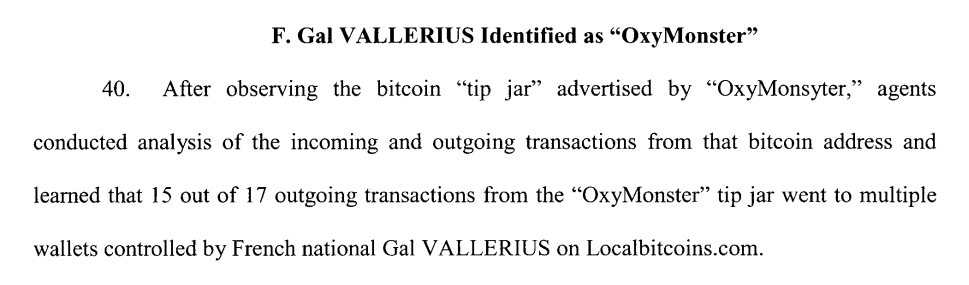 F. Gal VALLERIUS Identified as “OxyMonster”
40. After observing the bitcoin “tip jar” advertised by “OxyMonsyter,” agents
conducted analysis of the incoming and outgoing transactions from that bitcoin address and
learned that 15 out of 17 outgoing transactions from the “OxyMonster” tip jar went to multiple
wallets controlled by French national Gal VALLERIUS on Localbitcoins.com.